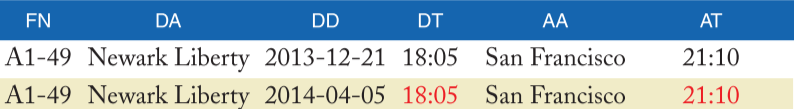 FN DA DD DT AA AT
A1-49 Newark Liberty 2013-12-21 18:05 San Francisco 21:10
A1-49 Newark Liberty 2014-04-05 18:05 San Francisco 21:10